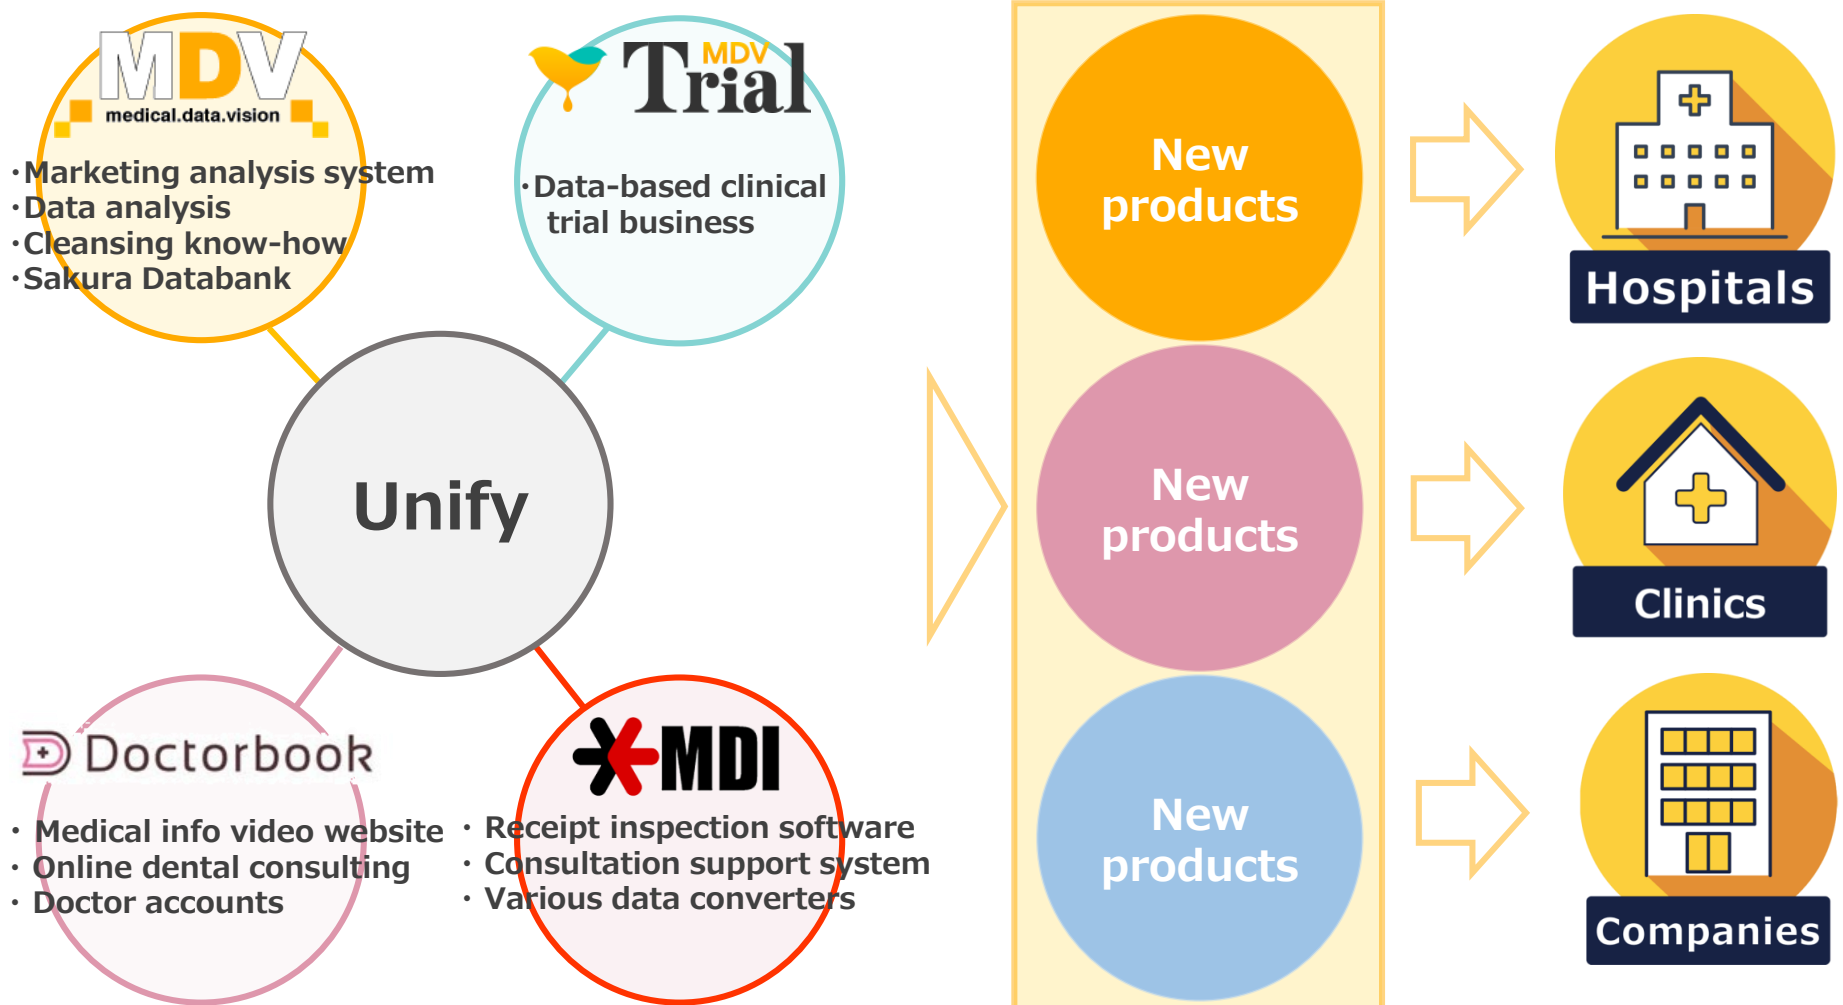 MDV
medical.data.vision
・Marketing analysis system
・Data analysis
・Cleansing know-how
・Sakura Databank
MDV
Trial
・Data-based clinical
trial business
Unify
Doctorbook
・ Medical info video website
・ Online dental consulting
・ Doctor accounts
MDI
・ Receipt inspection software
・ Consultation support system
・ Various data converters
New
products
New
products
New
products
Hospitals
Clinics
Companies